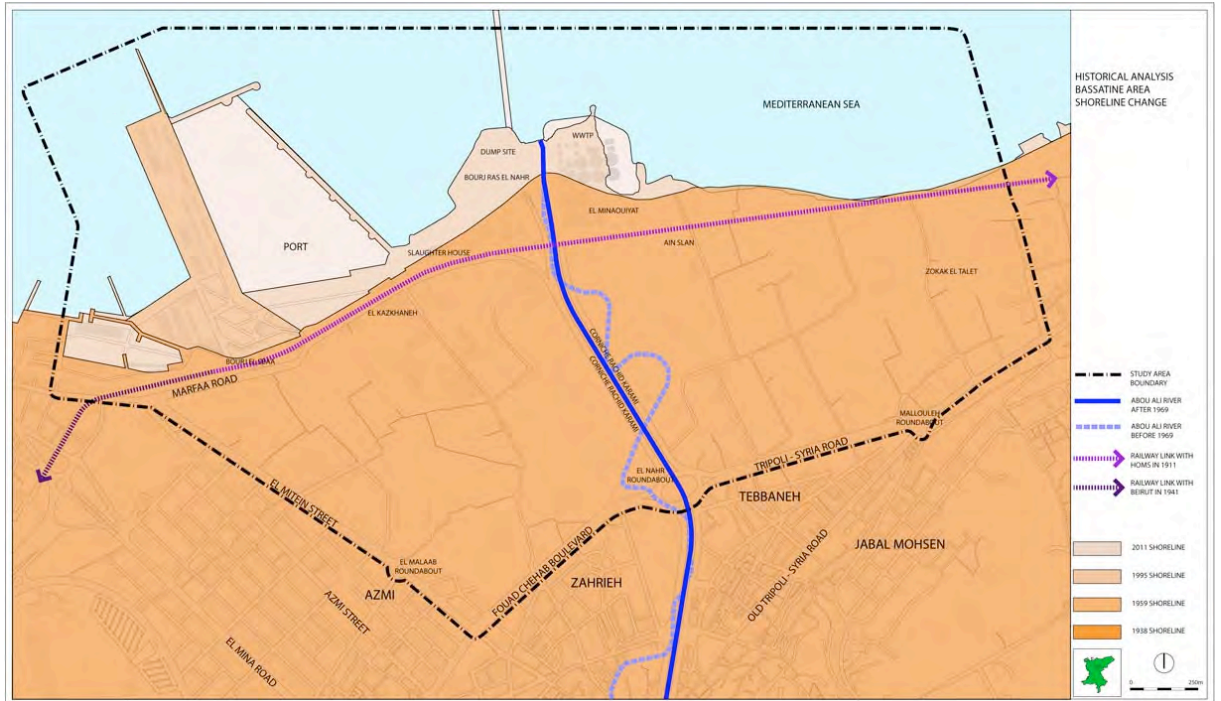 HISTORICAL ANALYSIS
BASSATINE AREA
SHORELINE CHANGE
MEDITERRANEAN SEA
WWTP
DUMP SITE
BOURJ RAS EL NAHR
EL MINAOUIYAT
PORT
SLAUGHTER HOUSE
AIN SLAN
ZOKAK EL TALET
EL KAZKHANEH
MARFAA ROAD
CORNICHE RACHID KARAMI
CORNICHE RACHID KARAMI
MALLOULEH
ROUNDABOUT
TRIPOLI - SYRIA ROAD
EL NAHR
ROUNDABOUT
TEBBANEH
EL MITEIN STREET
JABAL MOHSEN
FOUAD CHEHAB BOULEVARD
OLD TRIPOLI - SYRIA ROAD
EL MALAAB
ROUNDABOUT
ZAHRIEH
AZMI
AZMI STREET
EL MINA ROAD
STUDY AREA
BOUNDARY
ABOU ALI RIVER
AFTER 1969
ABOU ALI RIVER
BEFORE 1969
RAILWAY LINK WITH
HOMS IN 1911
RAILWAY LINK WITH
BEIRUT IN 1941
2011 SHORELINE
1995 SHORELINE
1959 SHORELINE
1938 SHORELINE
0 250m